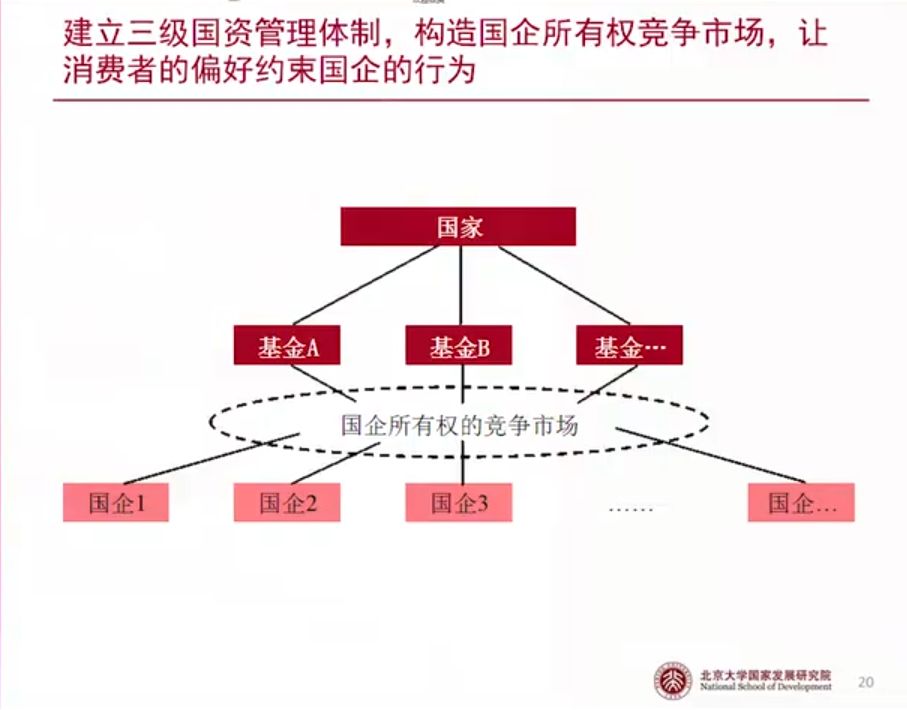 建立三级国资管理体制，构造国企所有权竞争市场，让
消费者的偏好约束国企的行为
国家
基金A
基金B
基金…
国企所有权的竞争市场
国企1
国企2
国企3
……
国企…
北京大学国家发展研究院
National School of Development
20